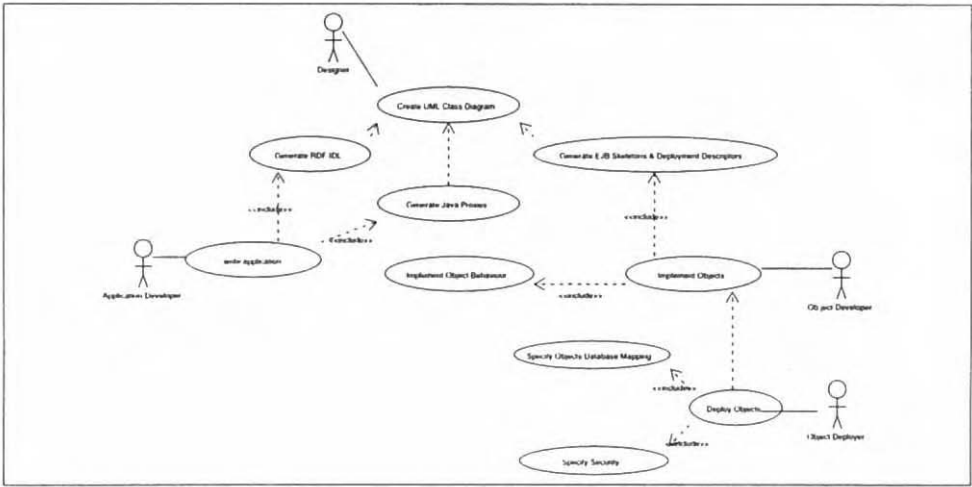 Designer
Create UML Class Diagram
Generate RDF IDL
Generate EJB Skeletons & Deployment Descriptors
Generate Java Proxies
<<include>>
<<include>>
<<include>>
write application
Application Developer
Implement Object Behaviour
<<include>>
Implement Objects
Object Developer
Specify Objects Database Mapping
<<include>>
Deploy Objects
Object Deployer
<<include>>
Specify Security